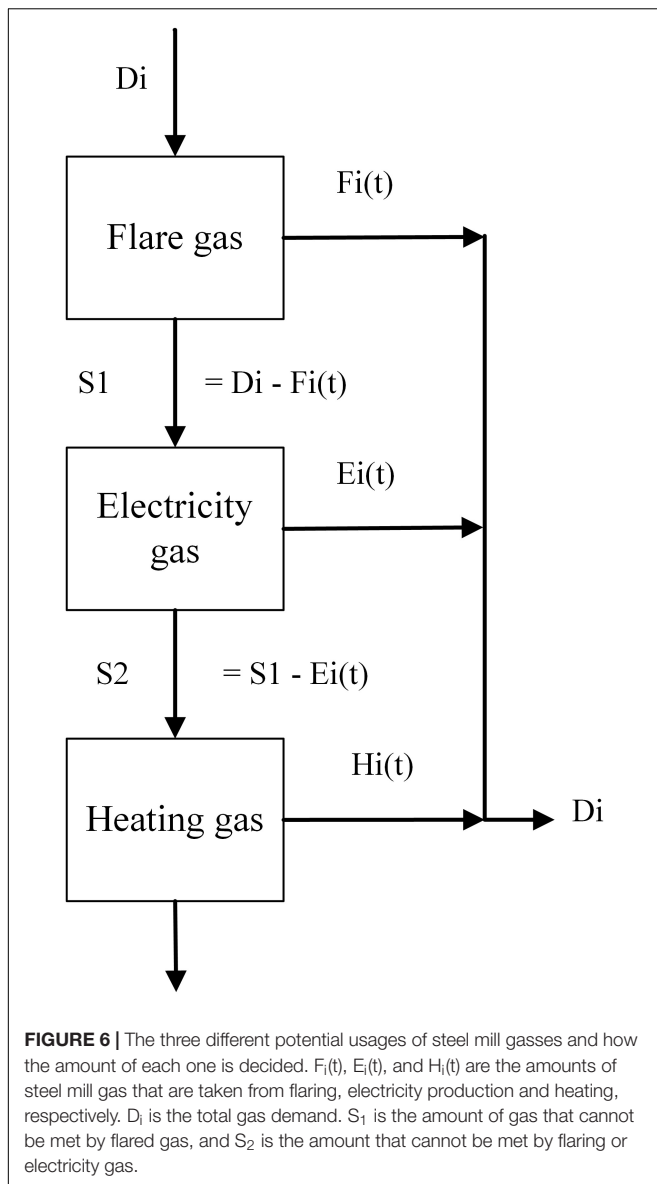 Di
Fi(t)
Flare gas
S1 = Di - Fi(t)
Ei(t)
Electricity
gas
S2 = S1 - Ei(t)
Hi(t)
Heating gas
Di
FIGURE 6 | The three different potential usages of steel mill gasses and how
the amount of each one is decided. Fi(t), Ei(t), and Hi(t) are the amounts of
steel mill gas that are taken from flaring, electricity production and heating,
respectively. Di is the total gas demand. S1 is the amount of gas that cannot
be met by flared gas, and S2 is the amount that cannot be met by flaring or
electricity gas.